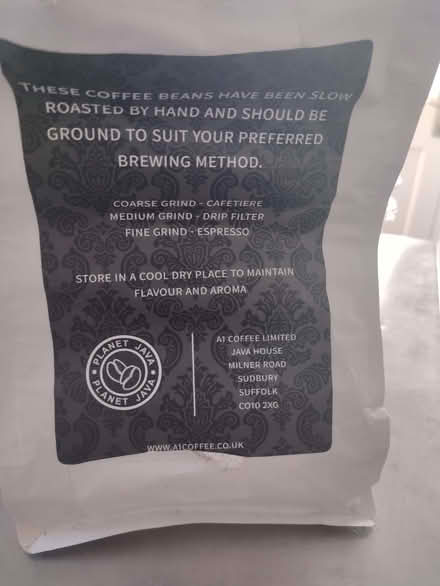 THESE COFFEE BEANS HAVE BEEN SLOW
ROASTED BY HAND AND SHOULD BE
GROUND TO SUIT YOUR PREFERRED
BREWING METHOD.
COARSE GRIND - CAFETIERE
MEDIUM GRIND - DRIP FILTER
FINE GRIND - ESPRESSO
STORE IN A COOL DRY PLACE TO MAINTAIN
FLAVOUR AND AROMA
PLANET JAVA
PLANET JAVA
A1 COFFEE LIMITED
JAVA HOUSE
MILNER ROAD
SUDBURY
SUFFOLK
CO10 2XG
WWW.A1COFFEE.CO.UK